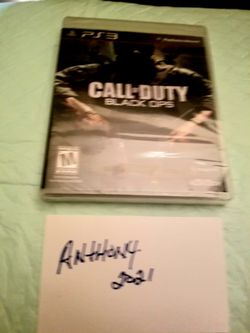 PS3
CALL OF DUTY
BLACK OPS
M
ANTHONY
2021